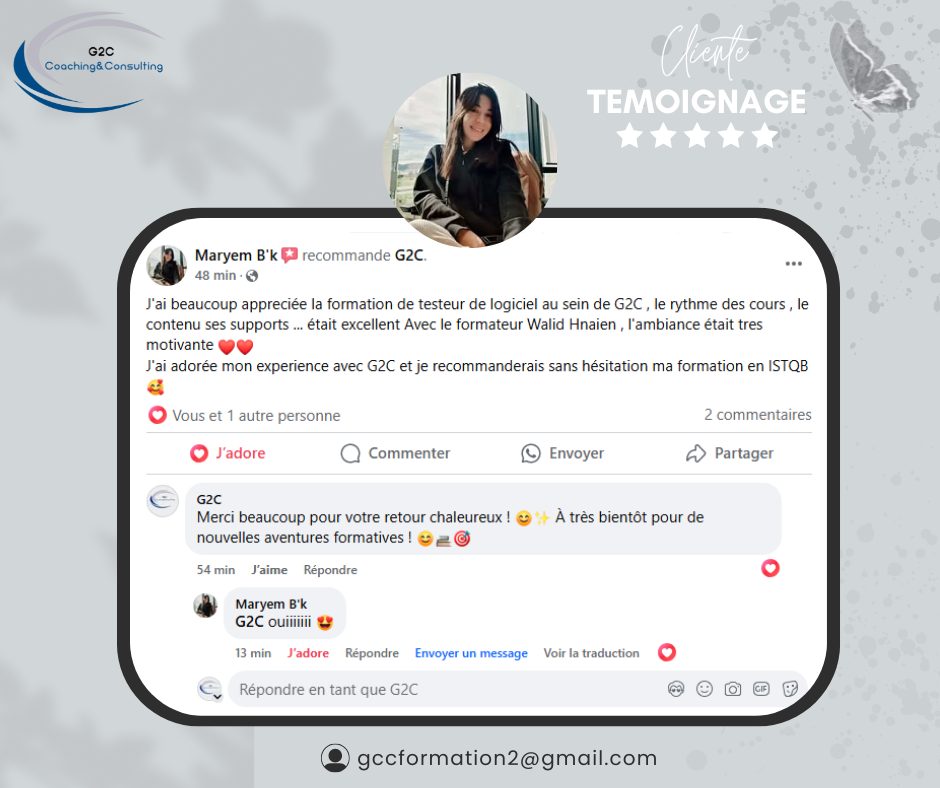 G2C
Coaching&Consulting
Cliente
TEMOIGNAGE
Maryem B'k recommande G2C.
48 min ·
J'ai beaucoup appreciée la formation de testeur de logiciel au sein de G2C , le rythme des cours , le
contenu ses supports ... était excellent Avec le formateur Walid Hnaien , l'ambiance était tres
motivante ❤️❤️
J'ai adorée mon experience avec G2C et je recommanderais sans hésitation ma formation en ISTQB
🥰
Vous et 1 autre personne
2 commentaires
J'adore
Commenter
Envoyer
Partager
G2C
Merci beaucoup pour votre retour chaleureux ! 😊✨ À très bientôt pour de
nouvelles aventures formatives ! 😊📚🎯
54 min J'aime Répondre
Maryem B'k
G2C ouiiiiiii 😍
13 min J'adore Répondre Envoyer un message Voir la traduction
Répondre en tant que G2C
GIF
gccformation2@gmail.com